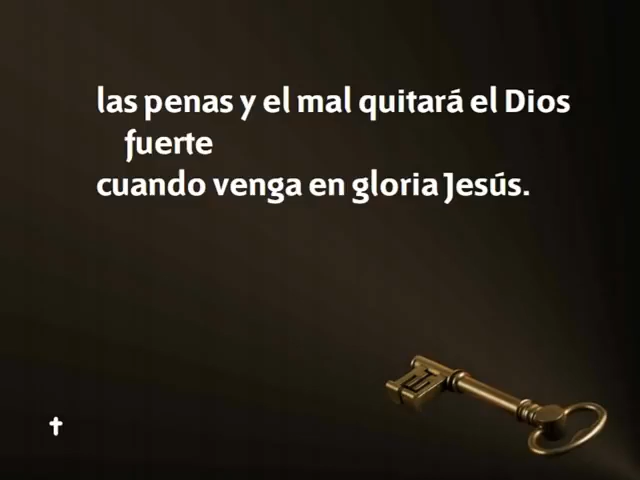 las penas y el mal quitará el Dios
fuerte
cuando venga en gloria Jesús.